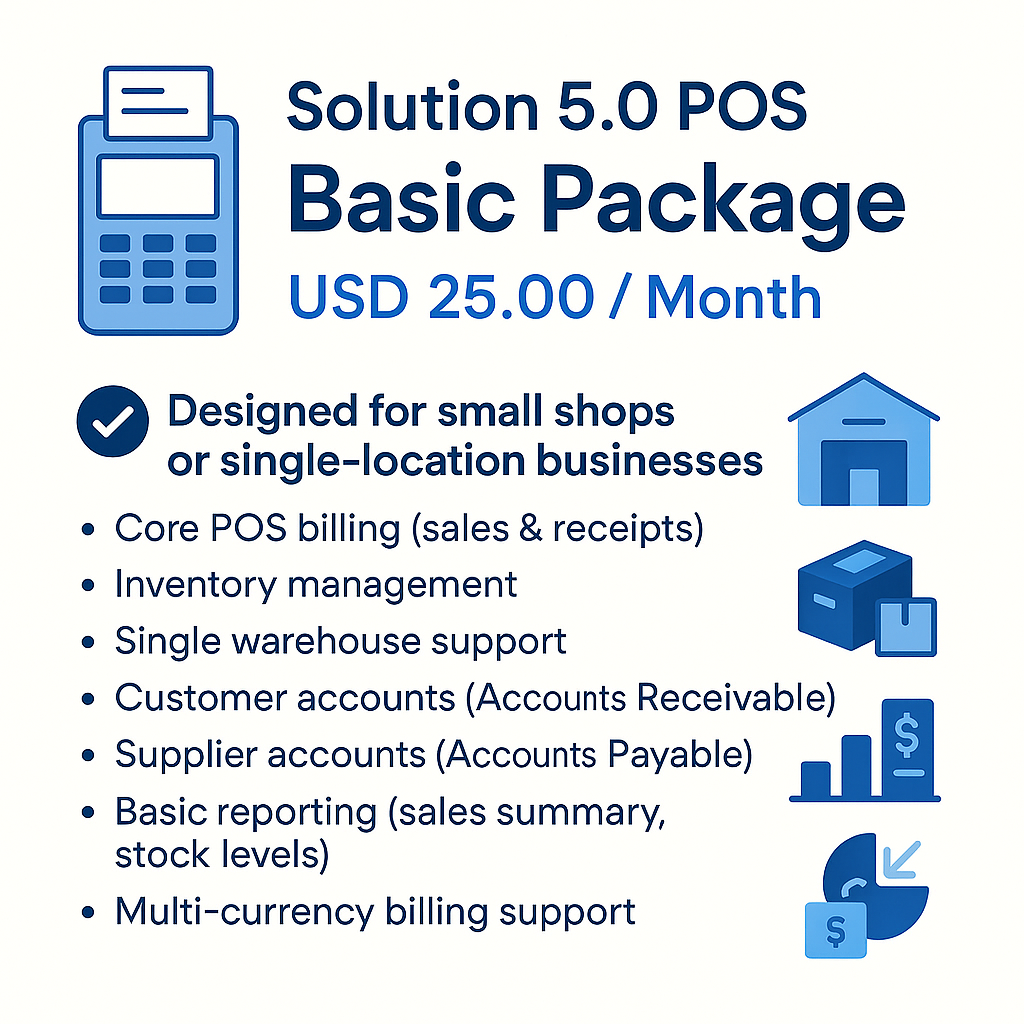 Solution 5.0 POS
Basic Package
USD 25.00 / Month
Designed for small shops
or single-location businesses
• Core POS billing (sales & receipts)
• Inventory management
• Single warehouse support
• Customer accounts (Accounts Receivable)
$
• Supplier accounts (Accounts Payable)
• Basic reporting (sales summary,
stock levels)
• Multi-currency billing support
$